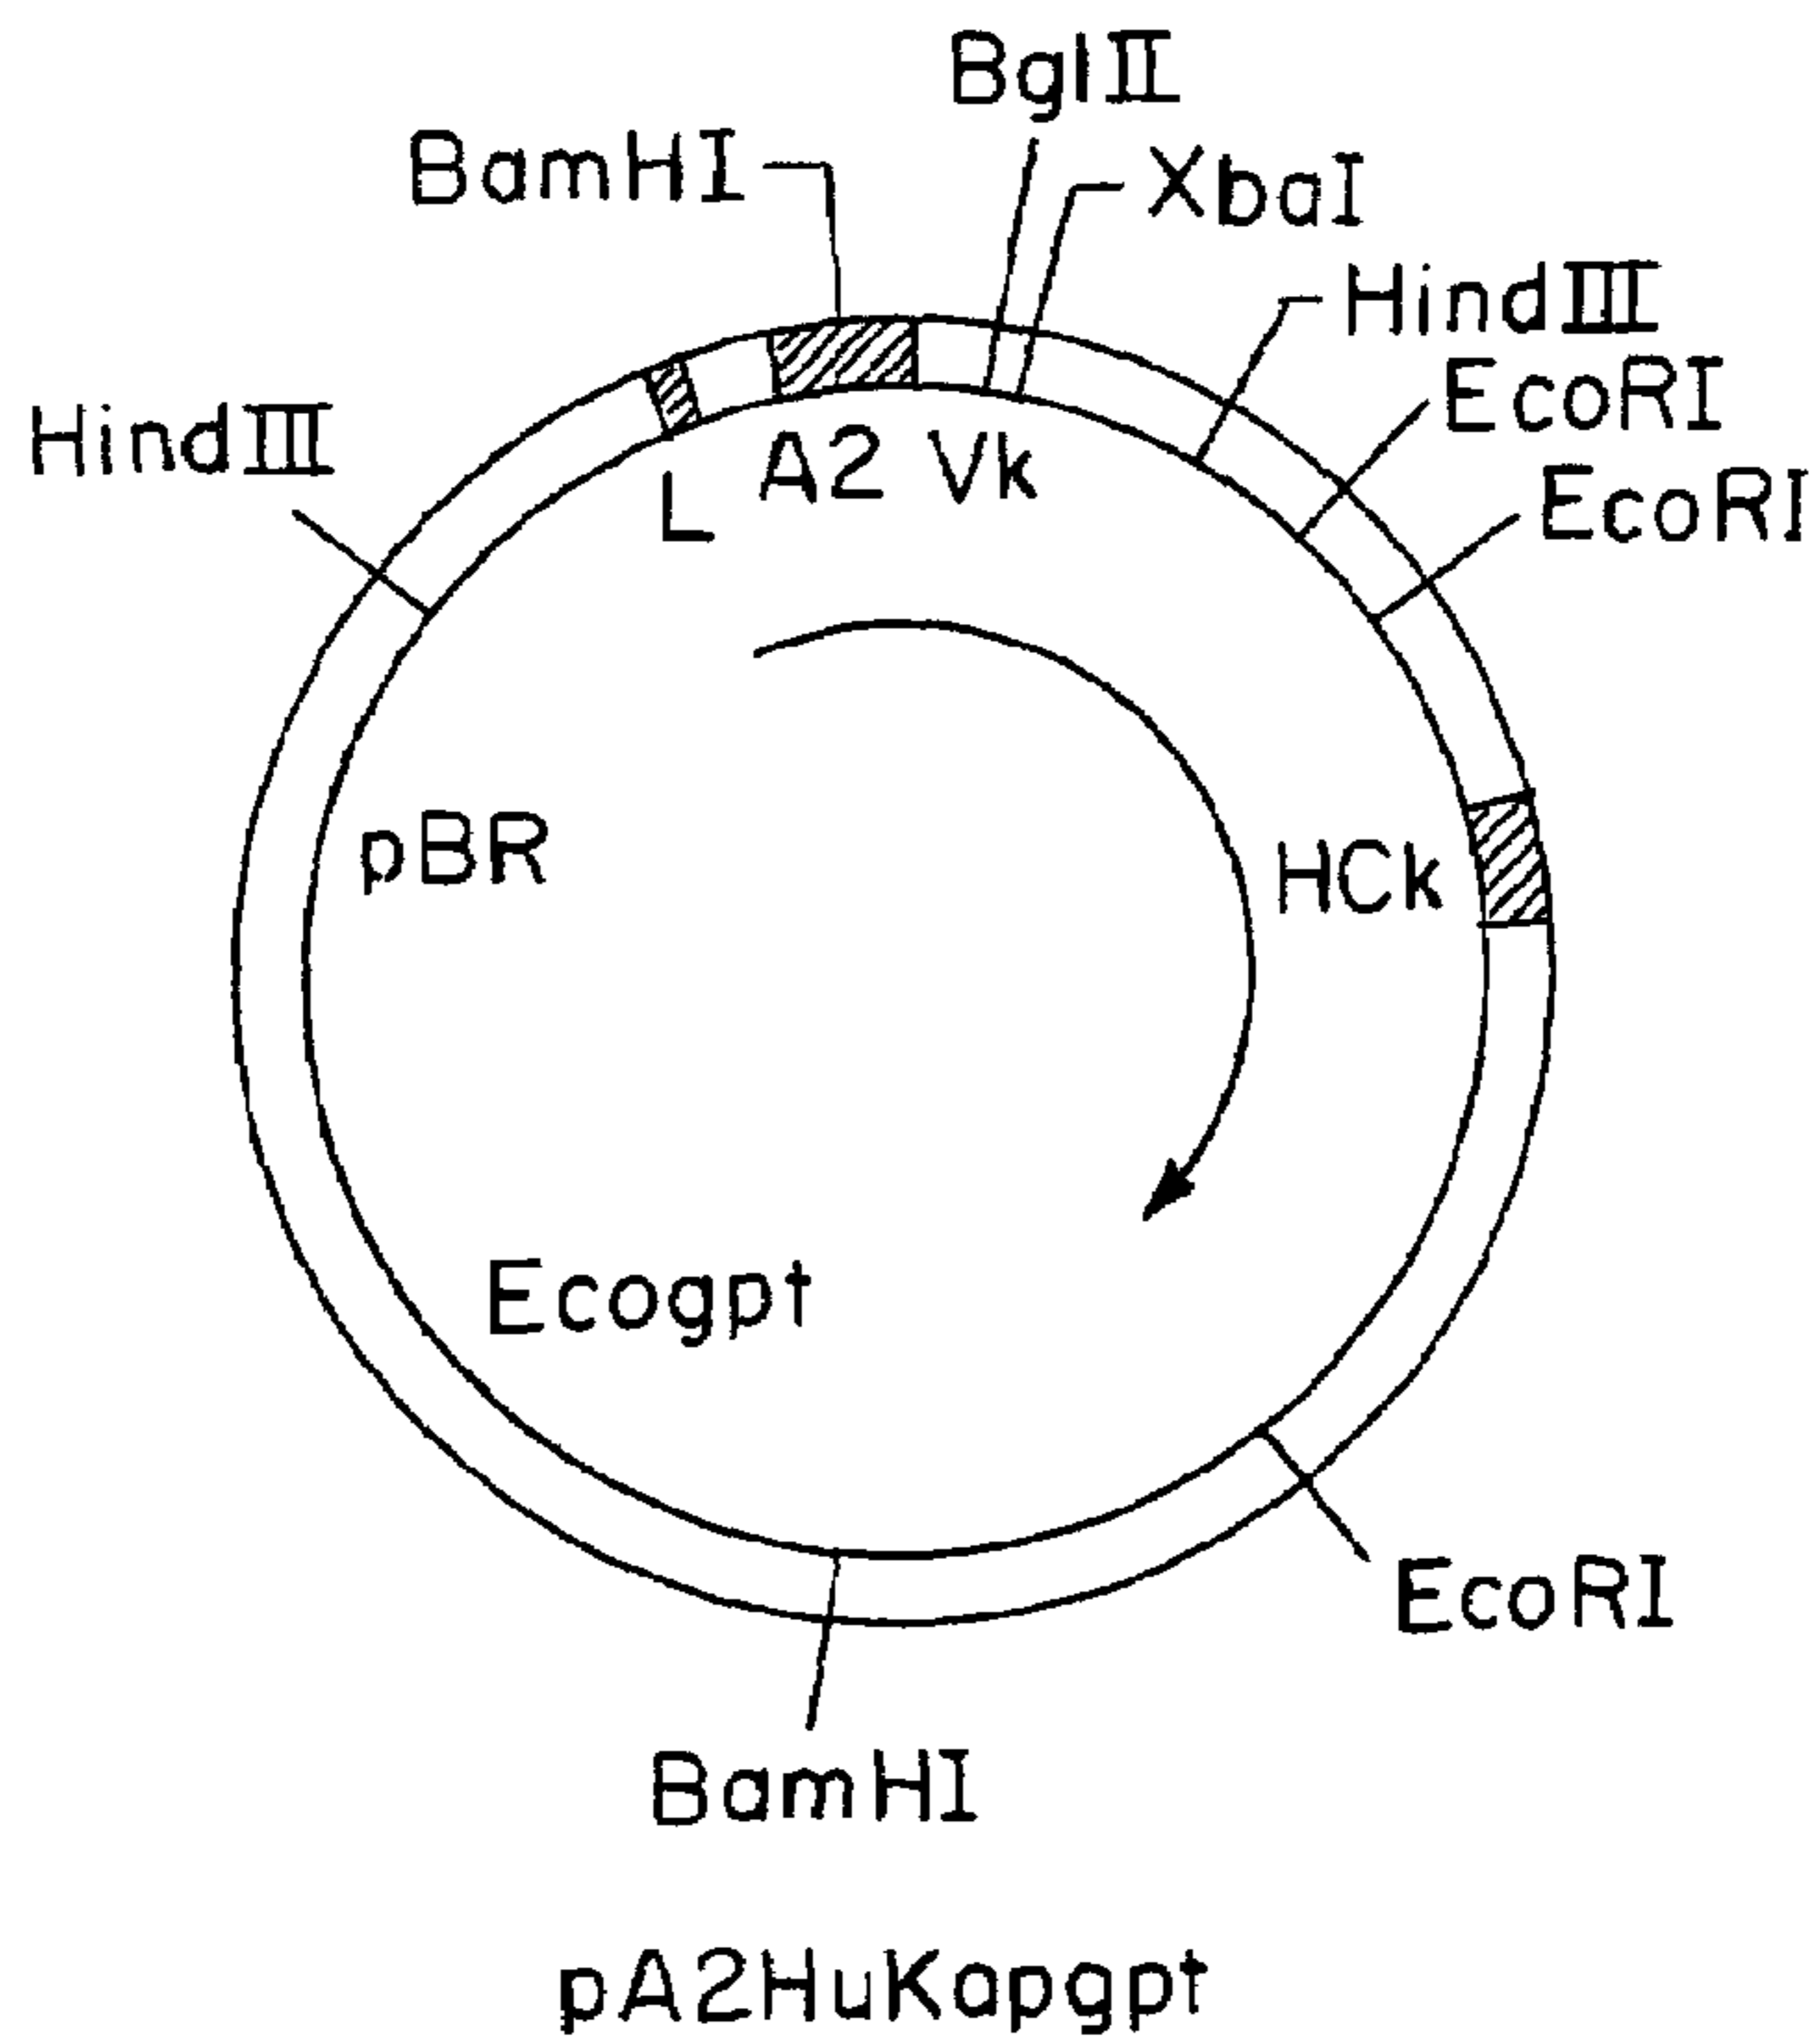 BglII
BamHI
XbaI
HindIII
EcoRI
HindIII
EcoRI
L
A2 Vk
pBR
HCk
Ecogpt
EcoRI
BamHI
pA2HuKapgpt